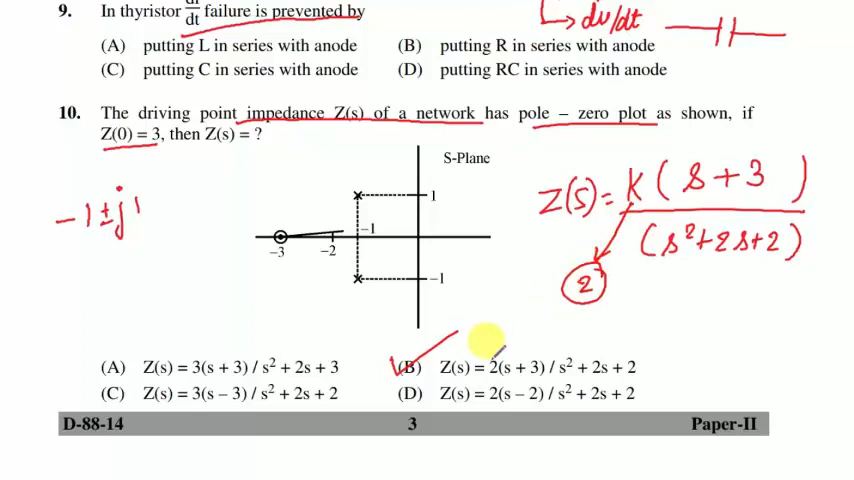 di
9. In thyristor dt failure is prevented by
↳ dv/dt
(A) putting L in series with anode (B) putting R in series with anode
(C) putting C in series with anode (D) putting RC in series with anode
10. The driving point impedance Z(s) of a network has pole – zero plot as shown, if
Z(0) = 3, then Z(s) = ?
S-Plane
1
–1
–3
–2
–1
-1 ± j1
Z(s) = K ( s + 3 )
(s² + 2s + 2)
2
(A) Z(s) = 3(s + 3) / s² + 2s + 3 (B) Z(s) = 2(s + 3) / s² + 2s + 2
(C) Z(s) = 3(s – 3) / s² + 2s + 2 (D) Z(s) = 2(s – 2) / s² + 2s + 2
D-88-14 3 Paper-II